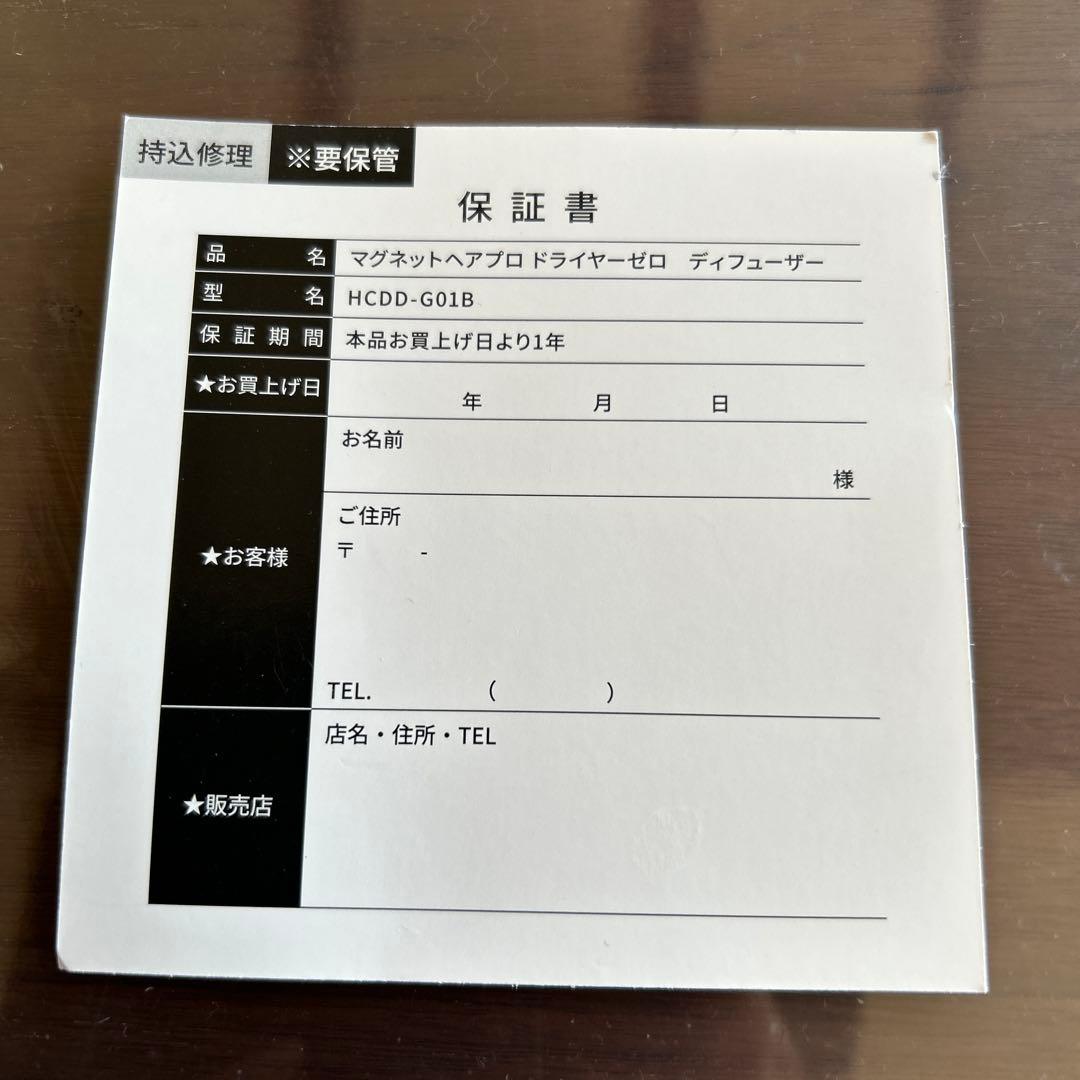 持込修理 ※要保管
保証書
品名 マグネットヘアプロ ドライヤーゼロ ディフューザー
型名 HCDD-G01B
保証期間 本品お買上げ日より1年
★お買上げ日 年 月 日
お名前
様
★お客様
ご住所
〒 -
TEL. ( )
★販売店
店名・住所・TEL